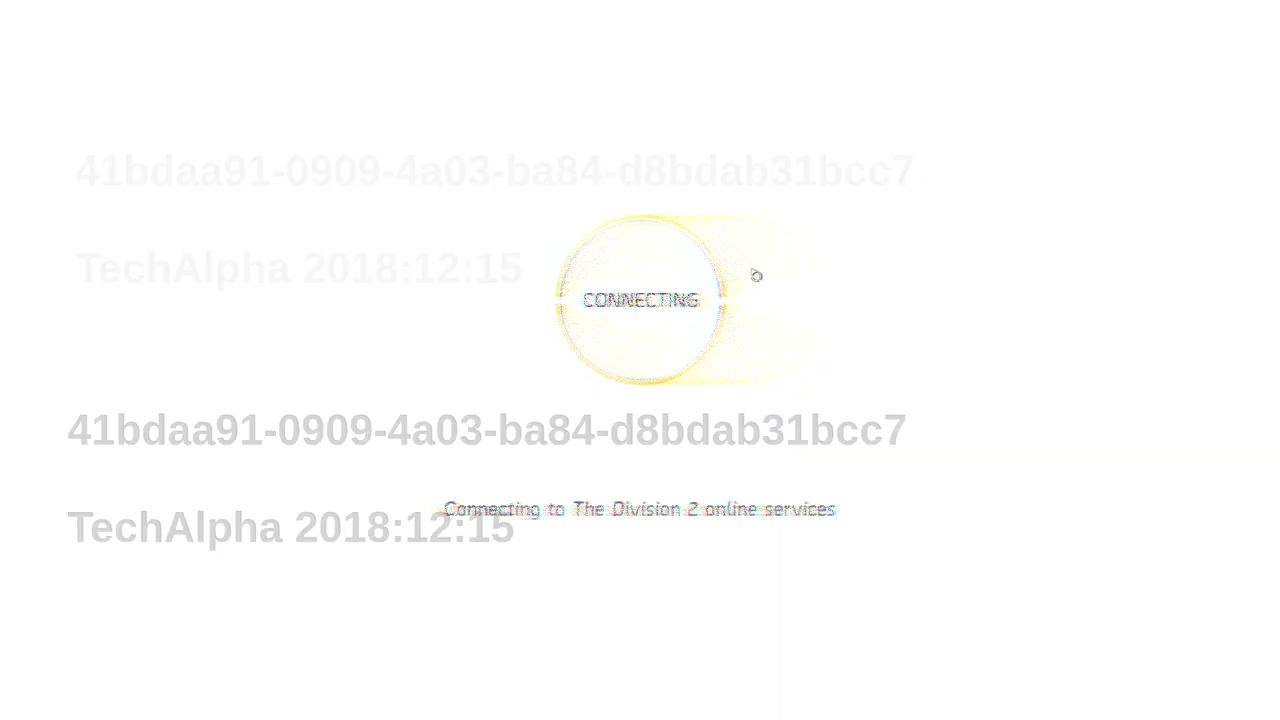 41bdaa91-0909-4a03-ba84-d8bdab31bcc7
TechAlpha 2018:12:15
CONNECTING
41bdaa91-0909-4a03-ba84-d8bdab31bcc7
Connecting to The Division 2 online services
TechAlpha 2018:12:15